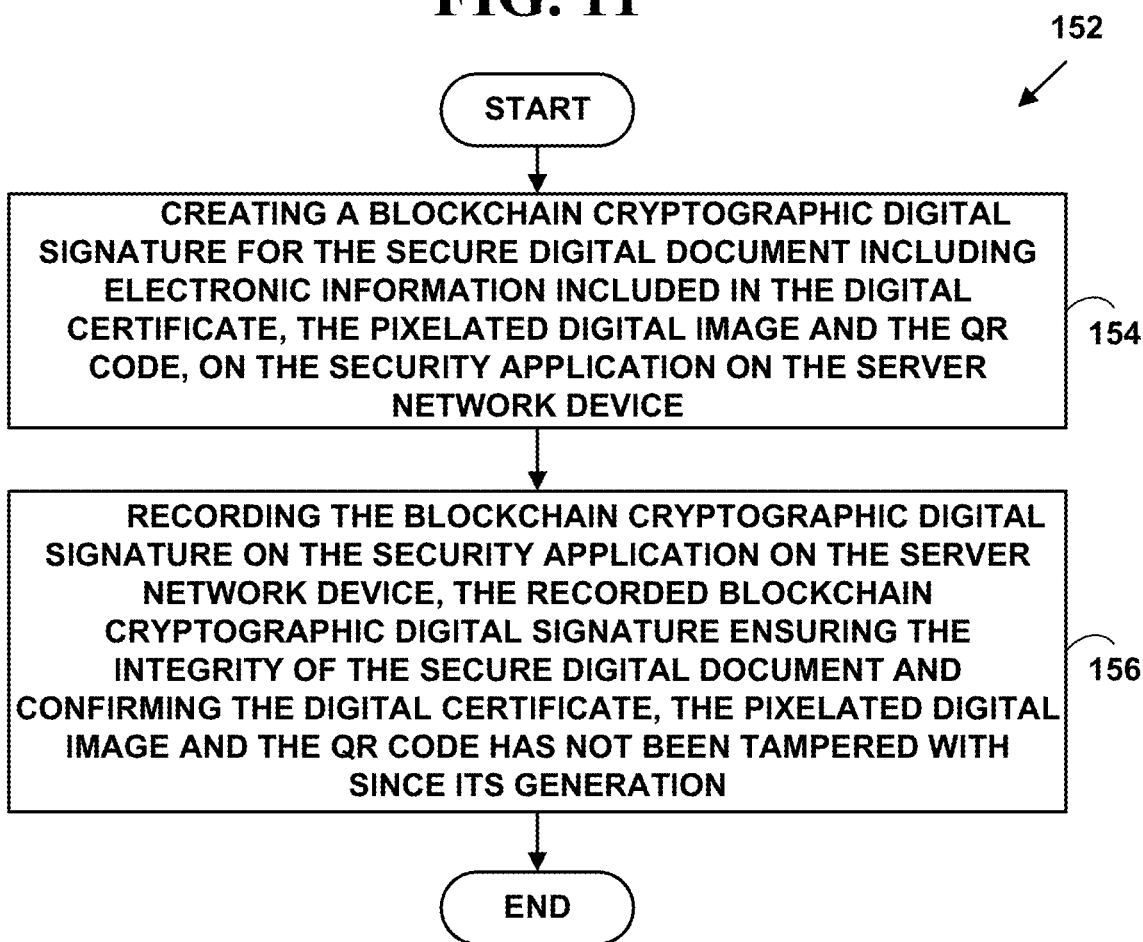 FIG. 11
152
START
CREATING A BLOCKCHAIN CRYPTOGRAPHIC DIGITAL
SIGNATURE FOR THE SECURE DIGITAL DOCUMENT INCLUDING
ELECTRONIC INFORMATION INCLUDED IN THE DIGITAL
CERTIFICATE, THE PIXELATED DIGITAL IMAGE AND THE QR
CODE, ON THE SECURITY APPLICATION ON THE SERVER
NETWORK DEVICE
154
RECORDING THE BLOCKCHAIN CRYPTOGRAPHIC DIGITAL
SIGNATURE ON THE SECURITY APPLICATION ON THE SERVER
NETWORK DEVICE, THE RECORDED BLOCKCHAIN
CRYPTOGRAPHIC DIGITAL SIGNATURE ENSURING THE
INTEGRITY OF THE SECURE DIGITAL DOCUMENT AND
CONFIRMING THE DIGITAL CERTIFICATE, THE PIXELATED DIGITAL
IMAGE AND THE QR CODE HAS NOT BEEN TAMPERED WITH
SINCE ITS GENERATION
156
END